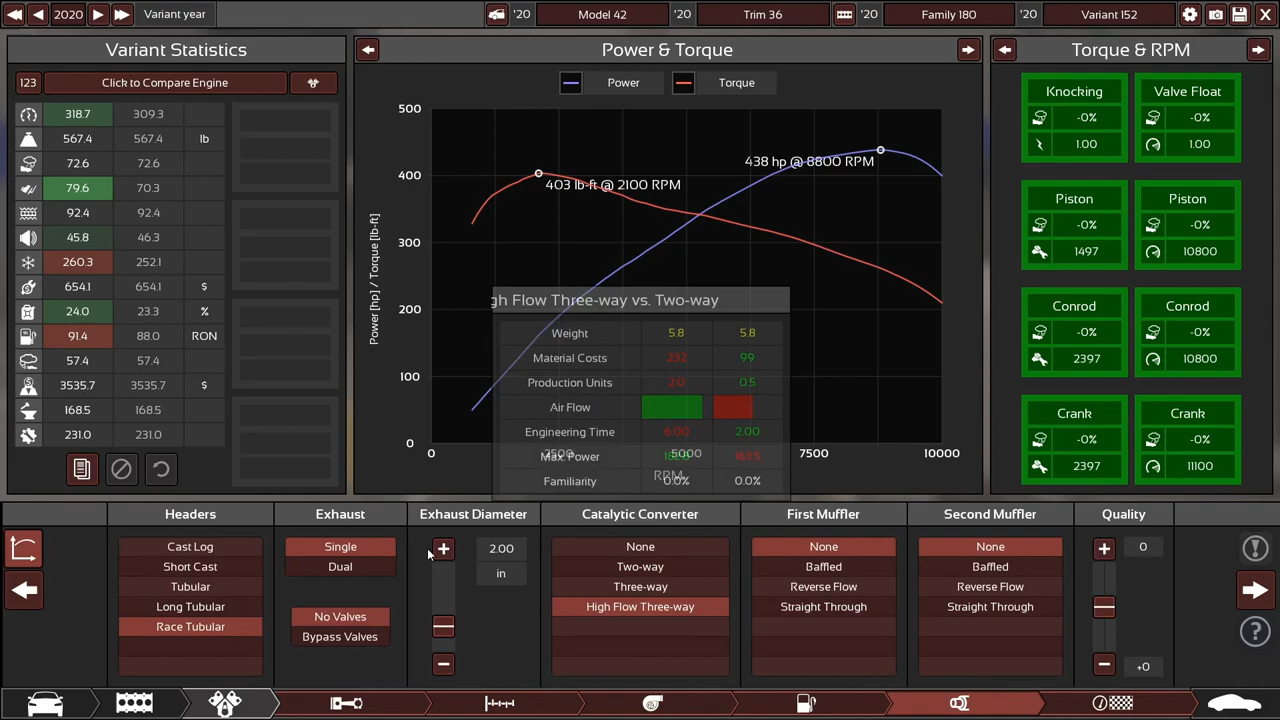 2020
Variant year
'20
Model 42
'20
Trim 36
'20
Family 180
'20
Variant 152
Variant Statistics
123
Click to Compare Engine
318.7 309.3
567.4 567.4 lb
72.6 72.6
79.6 70.3
92.4 92.4
45.8 46.3
260.3 252.1
654.1 654.1 $
24.0 23.3 %
91.4 88.0 RON
57.4 57.4
3535.7 3535.7 $
168.5 168.5
231.0 231.0
Power & Torque
Power
Torque
Power [hp] / Torque [lb-ft]
500
400
300
200
100
0
403 lb-ft @ 2100 RPM
438 hp @ 8800 RPM
0 2500 5000 7500 10000
RPM
gh Flow Three-way vs. Two-way
Weight 5.8 5.8
Material Costs 232 99
Production Units 2.0 0.5
Air Flow
Engineering Time 6.00 2.00
Max. Power 182.8 163.5
Familiarity 0.0% 0.0%
Torque & RPM
Knocking Valve Float
-0% -0%
1.00 1.00
Piston Piston
-0% -0%
1497 10800
Conrod Conrod
-0% -0%
2397 10800
Crank Crank
-0% -0%
2397 11100
Headers
Cast Log
Short Cast
Tubular
Long Tubular
Race Tubular
Exhaust
Single
Dual
No Valves
Bypass Valves
Exhaust Diameter
2.00
in
Catalytic Converter
None
Two-way
Three-way
High Flow Three-way
First Muffler
None
Baffled
Reverse Flow
Straight Through
Second Muffler
None
Baffled
Reverse Flow
Straight Through
Quality
0
+0